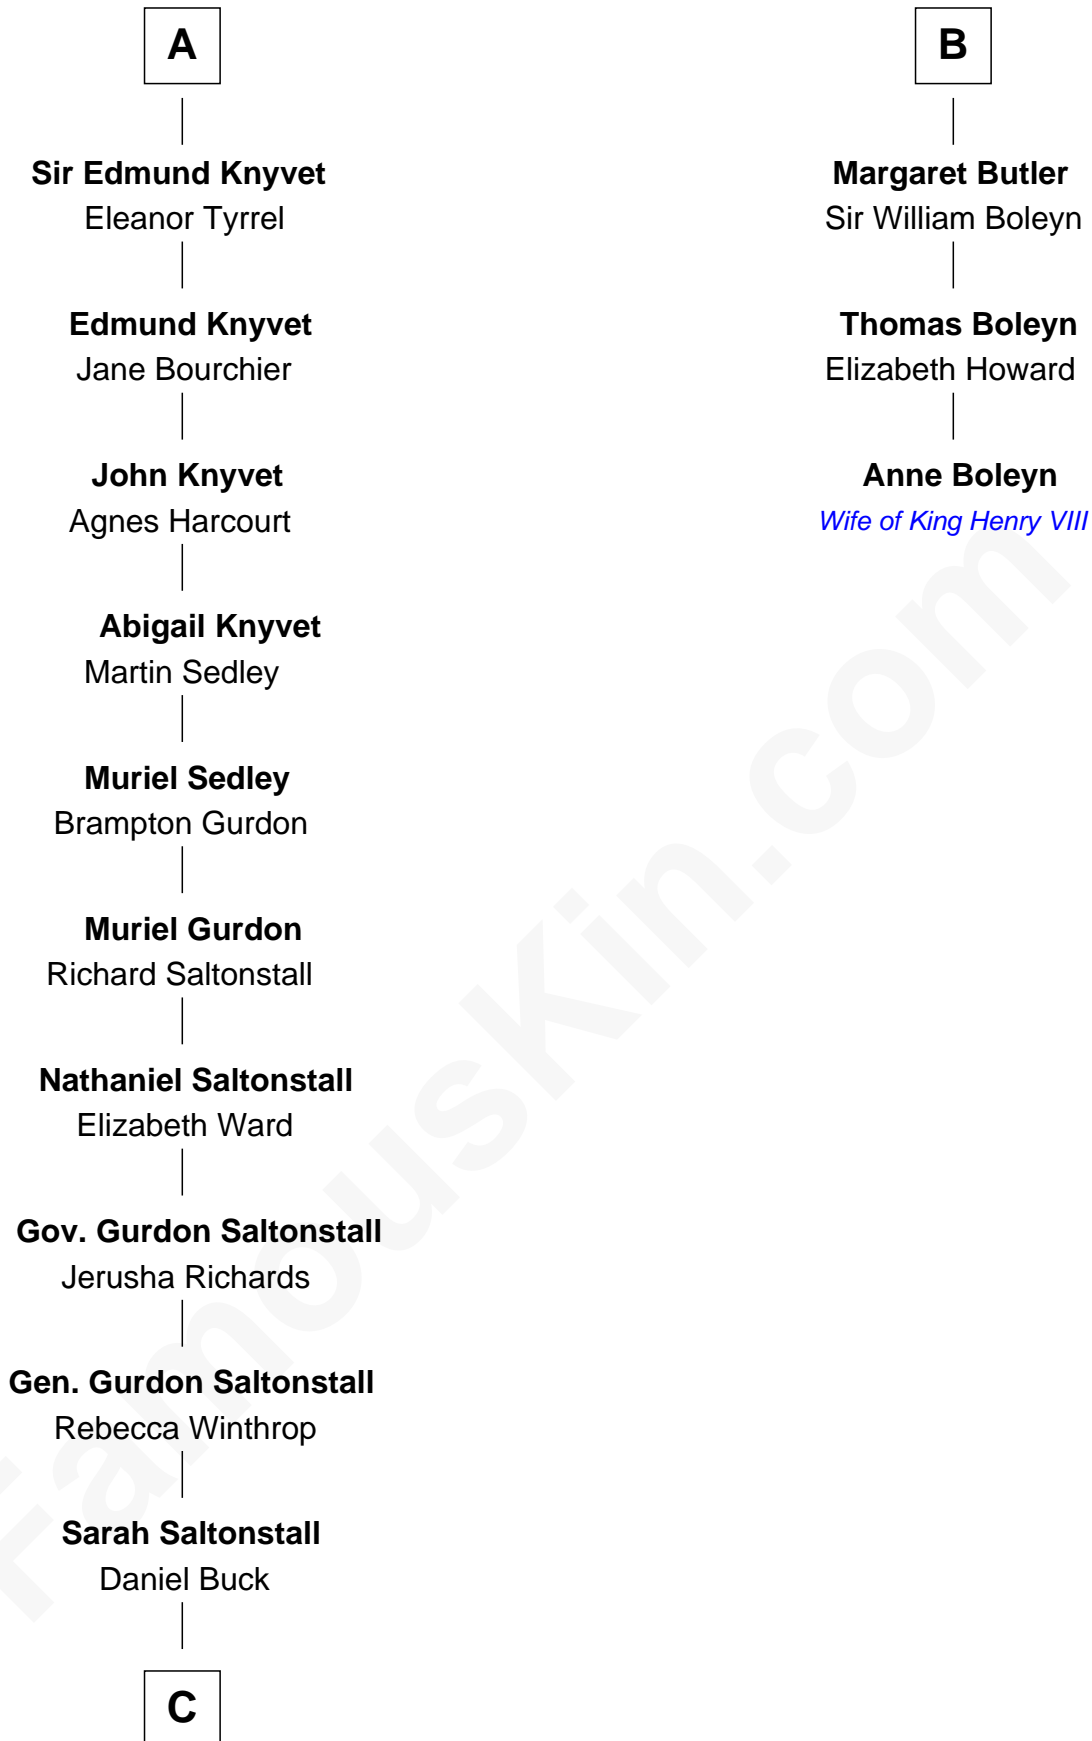 A
Sir Edmund Knyvet
Eleanor Tyrrel
Edmund Knyvet
Jane Bourchier
John Knyvet
Agnes Harcourt
Abigail Knyvet
Martin Sedley
Muriel Sedley
Brampton Gurdon
Muriel Gurdon
Richard Saltonstall
Nathaniel Saltonstall
Elizabeth Ward
Gov. Gurdon Saltonstall
Jerusha Richards
Gen. Gurdon Saltonstall
Rebecca Winthrop
Sarah Saltonstall
Daniel Buck
C
B
Margaret Butler
Sir William Boleyn
Thomas Boleyn
Elizabeth Howard
Anne Boleyn
Wife of King Henry VIII
FamousKin.com